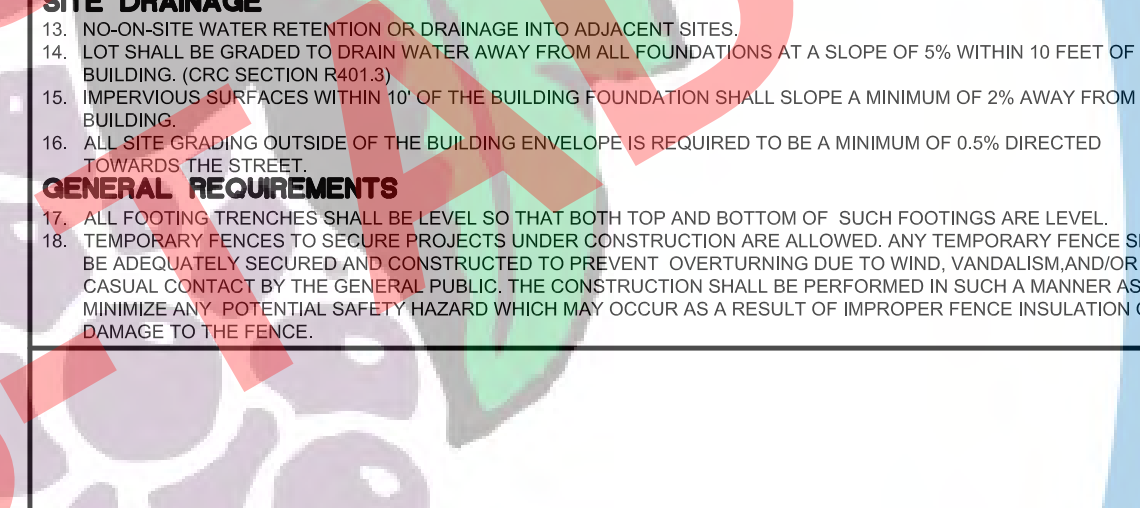 SITE DRAINAGE
13. NO-ON-SITE WATER RETENTION OR DRAINAGE INTO ADJACENT SITES.
14. LOT SHALL BE GRADED TO DRAIN WATER AWAY FROM ALL FOUNDATIONS AT A SLOPE OF 5% WITHIN 10 FEET OF
BUILDING. (CRC SECTION R401.3)
15. IMPERVIOUS SURFACES WITHIN 10' OF THE BUILDING FOUNDATION SHALL SLOPE A MINIMUM OF 2% AWAY FROM
BUILDING.
16. ALL SITE GRADING OUTSIDE OF THE BUILDING ENVELOPE IS REQUIRED TO BE A MINIMUM OF 0.5% DIRECTED
TOWARDS THE STREET.
GENERAL REQUIREMENTS
17. ALL FOOTING TRENCHES SHALL BE LEVEL SO THAT BOTH TOP AND BOTTOM OF SUCH FOOTINGS ARE LEVEL.
18. TEMPORARY FENCES TO SECURE PROJECTS UNDER CONSTRUCTION ARE ALLOWED. ANY TEMPORARY FENCE
BE ADEQUATELY SECURED AND CONSTRUCTED TO PREVENT OVERTURNING DUE TO WIND, VANDALISM,AND/OR
CASUAL CONTACT BY THE GENERAL PUBLIC. THE CONSTRUCTION SHALL BE PERFORMED IN SUCH A MANNER AS
MINIMIZE ANY POTENTIAL SAFETY HAZARD WHICH MAY OCCUR AS A RESULT OF IMPROPER FENCE INSULATION
DAMAGE TO THE FENCE.